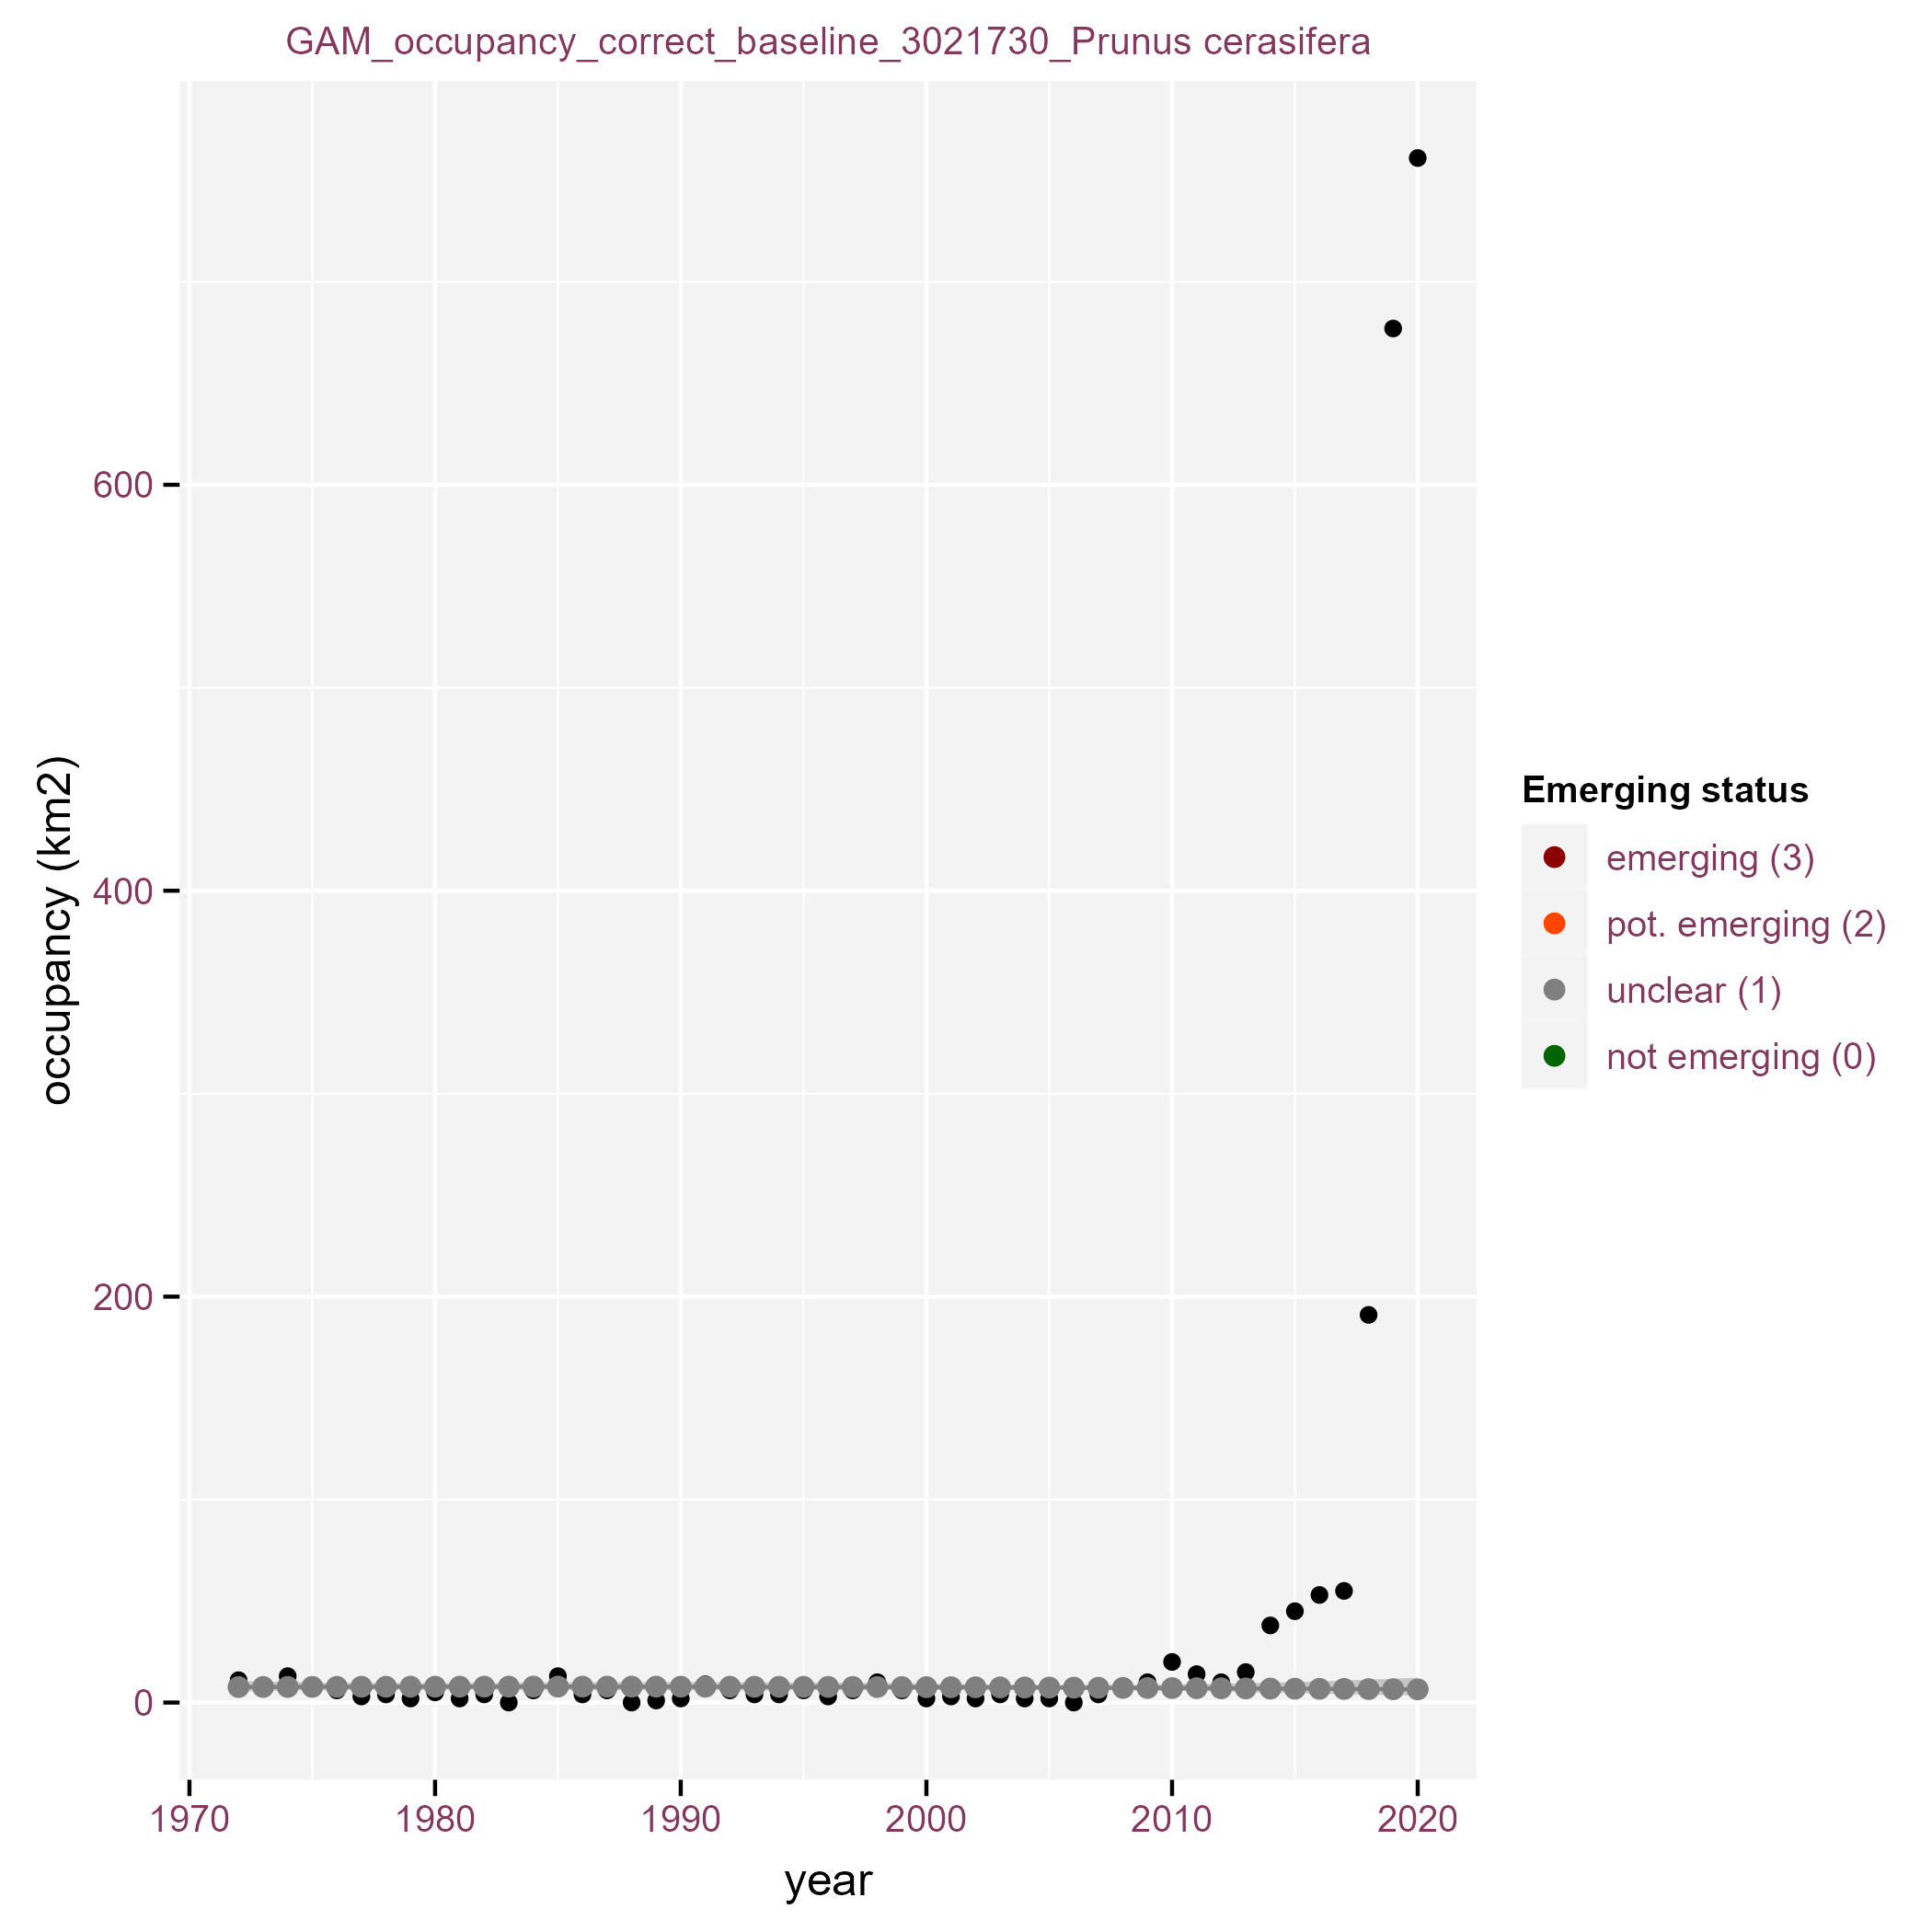 GAM_occupancy_correct_baseline_3021730_Prunus cerasifera
600
400
200
0
occupancy (km2)
1970 1980 1990 2000 2010 2020
year
Emerging status
emerging (3)
pot. emerging (2)
unclear (1)
not emerging (0)